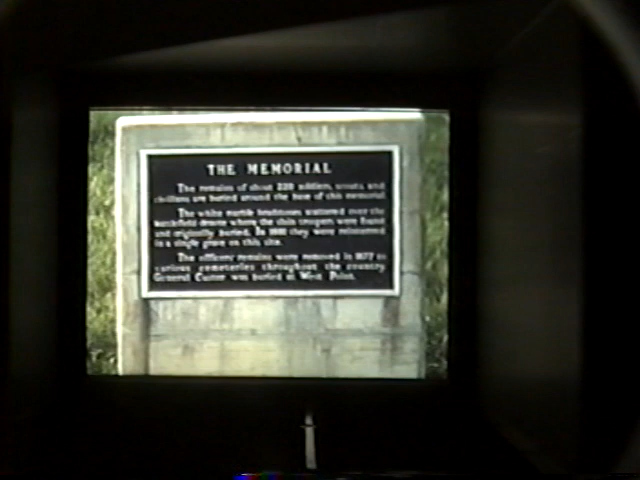 THE MEMORIAL
The remains of about 220 soldiers, scouts, and
civilians are buried around the base of this memorial
The white marble headstones scattered over the
battlefield denote where the slain troopers were found
and originally buried. In 1881 they were reinterred
in a single grave on this site.
The officers' remains were removed in 1877 to
various cemeteries throughout the country
General Custer was buried at West Point.